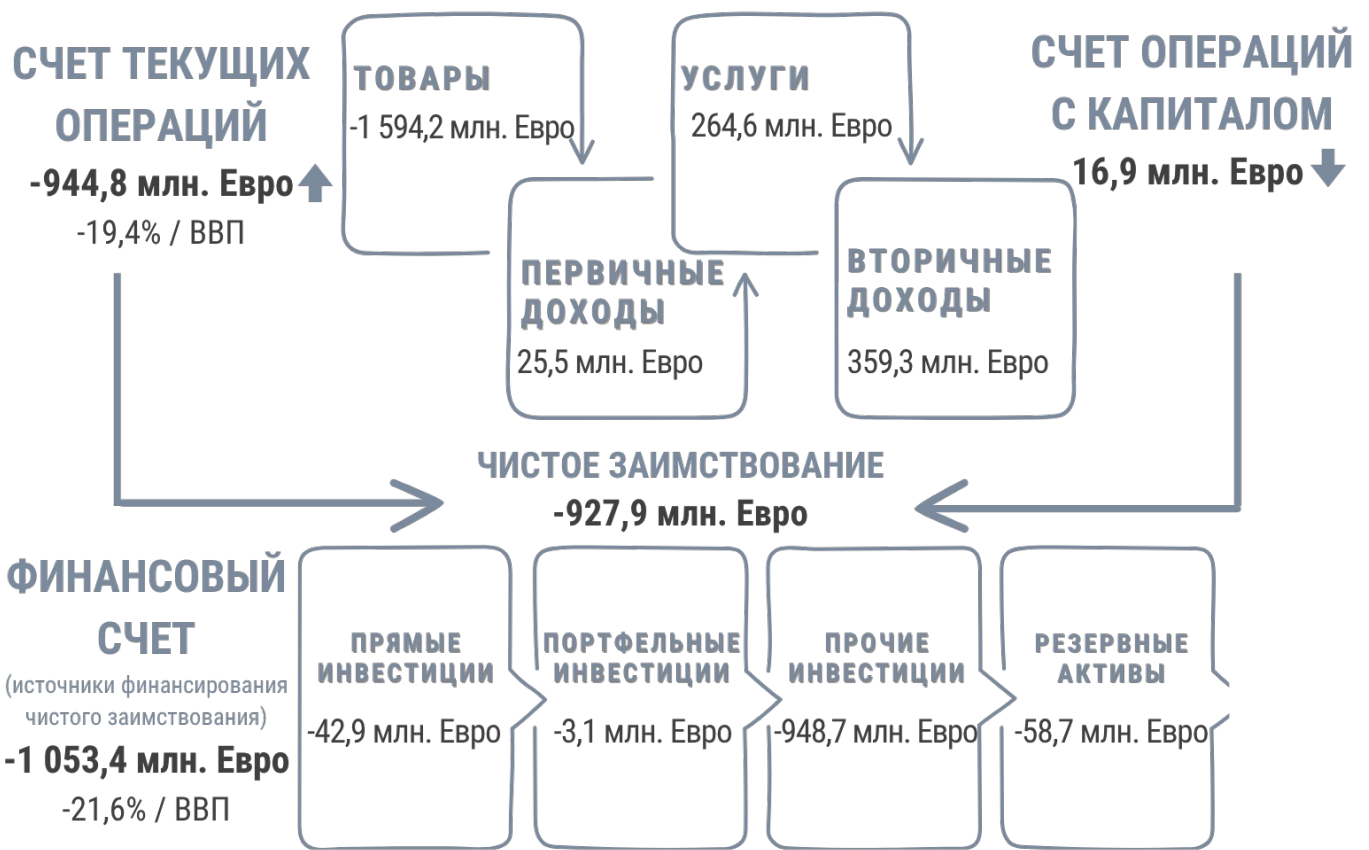 СЧЕТ ТЕКУЩИХ
ОПЕРАЦИЙ
-944,8 млн. Евро
-19,4% / ВВП
ТОВАРЫ
-1 594,2 млн. Евро
УСЛУГИ
264,6 млн. Евро
СЧЕТ ОПЕРАЦИЙ
С КАПИТАЛОМ
16,9 млн. Евро
ПЕРВИЧНЫЕ
ДОХОДЫ
25,5 млн. Евро
ВТОРИЧНЫЕ
ДОХОДЫ
359,3 млн. Евро
ЧИСТОЕ ЗАИМСТВОВАНИЕ
-927,9 млн. Евро
ФИНАНСОВЫЙ
СЧЕТ
(источники финансирования
чистого заимствования)
-1 053,4 млн. Евро
-21,6% / ВВП
ПРЯМЫЕ
ИНВЕСТИЦИИ
-42,9 млн. Евро
ПОРТФЕЛЬНЫЕ
ИНВЕСТИЦИИ
-3,1 млн. Евро
ПРОЧИЕ
ИНВЕСТИЦИИ
-948,7 млн. Евро
РЕЗЕРВНЫЕ
АКТИВЫ
-58,7 млн. Евро